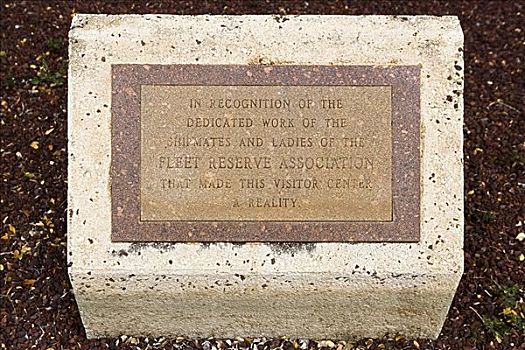 IN RECOGNITION OF THE
DEDICATED WORK OF THE
SHIPMATES AND LADIES OF THE
FLEET RESERVE ASSOCIATION
THAT MADE THIS VISITOR CENTER
A REALITY.